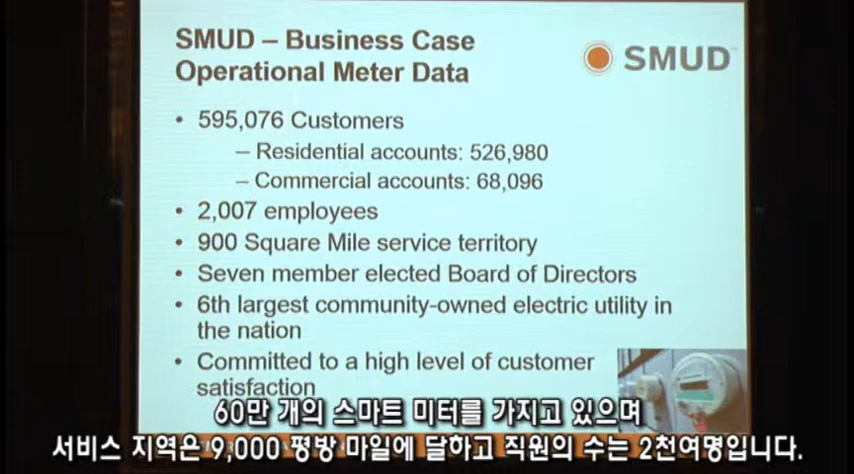 SMUD – Business Case
Operational Meter Data
SMUD
• 595,076 Customers
– Residential accounts: 526,980
– Commercial accounts: 68,096
• 2,007 employees
• 900 Square Mile service territory
• Seven member elected Board of Directors
• 6th largest community-owned electric utility in
the nation
• Committed to a high level of customer
satisfaction
60만 개의 스마트 미터를 가지고 있으며
서비스 지역은 9,000 평방 마일에 달하고 직원의 수는 2천여명입니다.